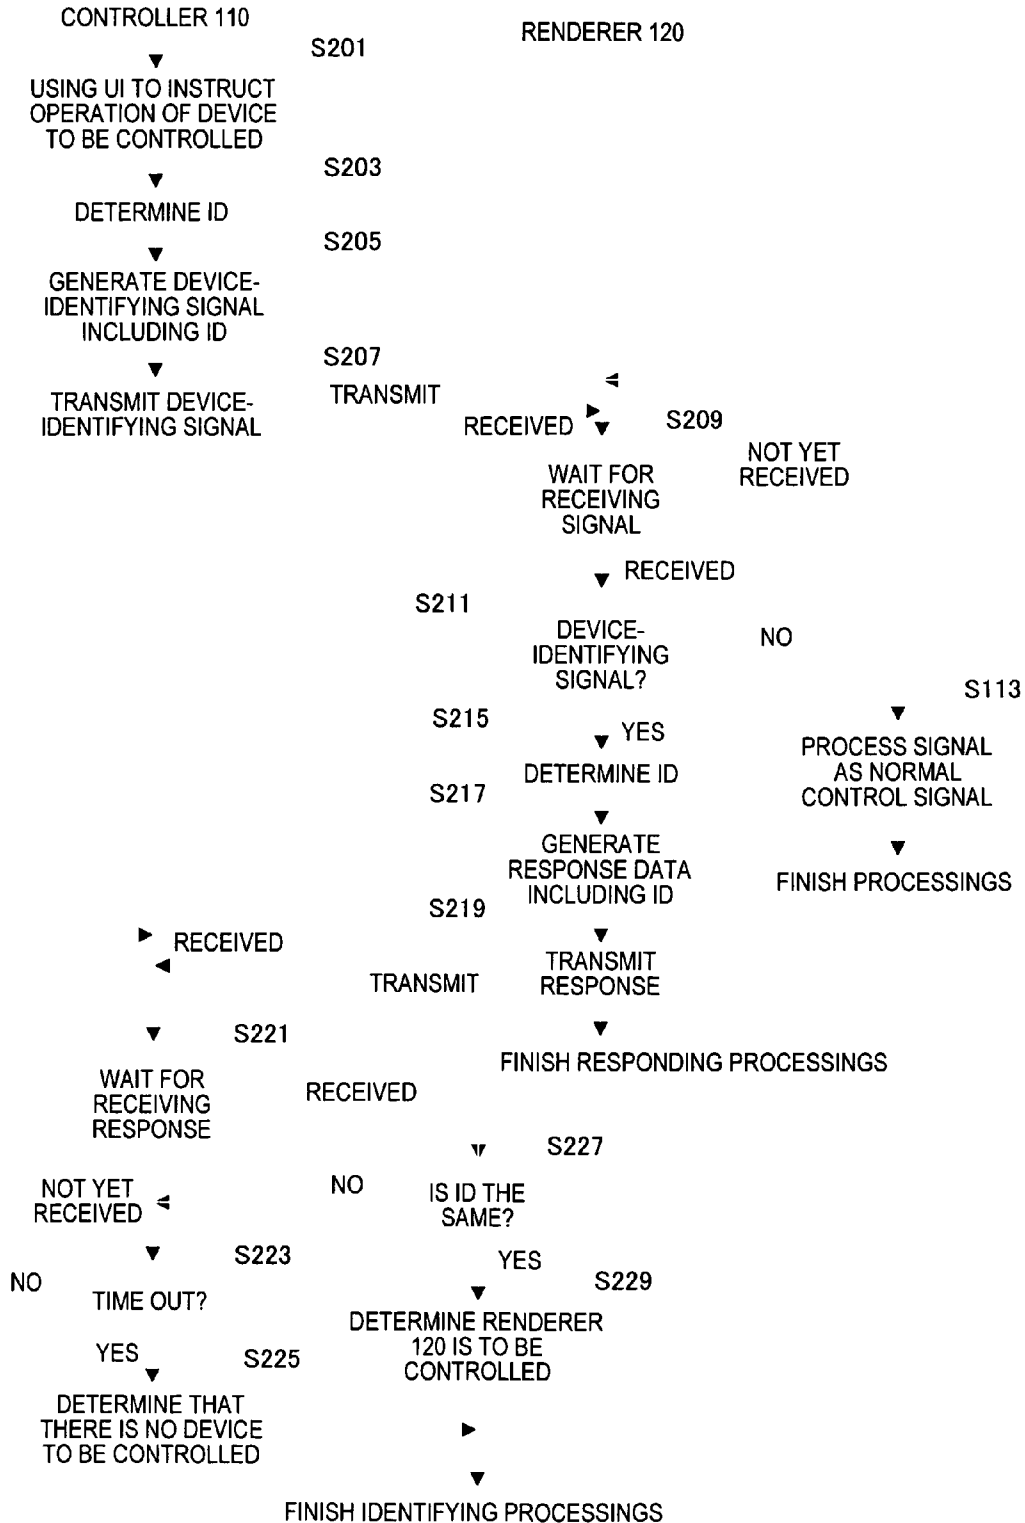 CONTROLLER 110
RENDERER 120
S201
USING UI TO INSTRUCT
OPERATION OF DEVICE
TO BE CONTROLLED
S203
DETERMINE ID
S205
GENERATE DEVICE-
IDENTIFYING SIGNAL
INCLUDING ID
S207
TRANSMIT DEVICE-
IDENTIFYING SIGNAL
TRANSMIT
RECEIVED
S209
NOT YET
RECEIVED
WAIT FOR
RECEIVING
SIGNAL
RECEIVED
S211
DEVICE-
IDENTIFYING
SIGNAL?
NO
S113
PROCESS SIGNAL
AS NORMAL
CONTROL SIGNAL
FINISH PROCESSINGS
S215
YES
DETERMINE ID
S217
GENERATE
RESPONSE DATA
INCLUDING ID
S219
TRANSMIT
RESPONSE
TRANSMIT
RECEIVED
FINISH RESPONDING PROCESSINGS
S221
WAIT FOR
RECEIVING
RESPONSE
RECEIVED
S227
NOT YET
RECEIVED
NO
IS ID THE
SAME?
S223
NO
TIME OUT?
YES
S229
DETERMINE RENDERER
120 IS TO BE
CONTROLLED
YES
S225
DETERMINE THAT
THERE IS NO DEVICE
TO BE CONTROLLED
FINISH IDENTIFYING PROCESSINGS